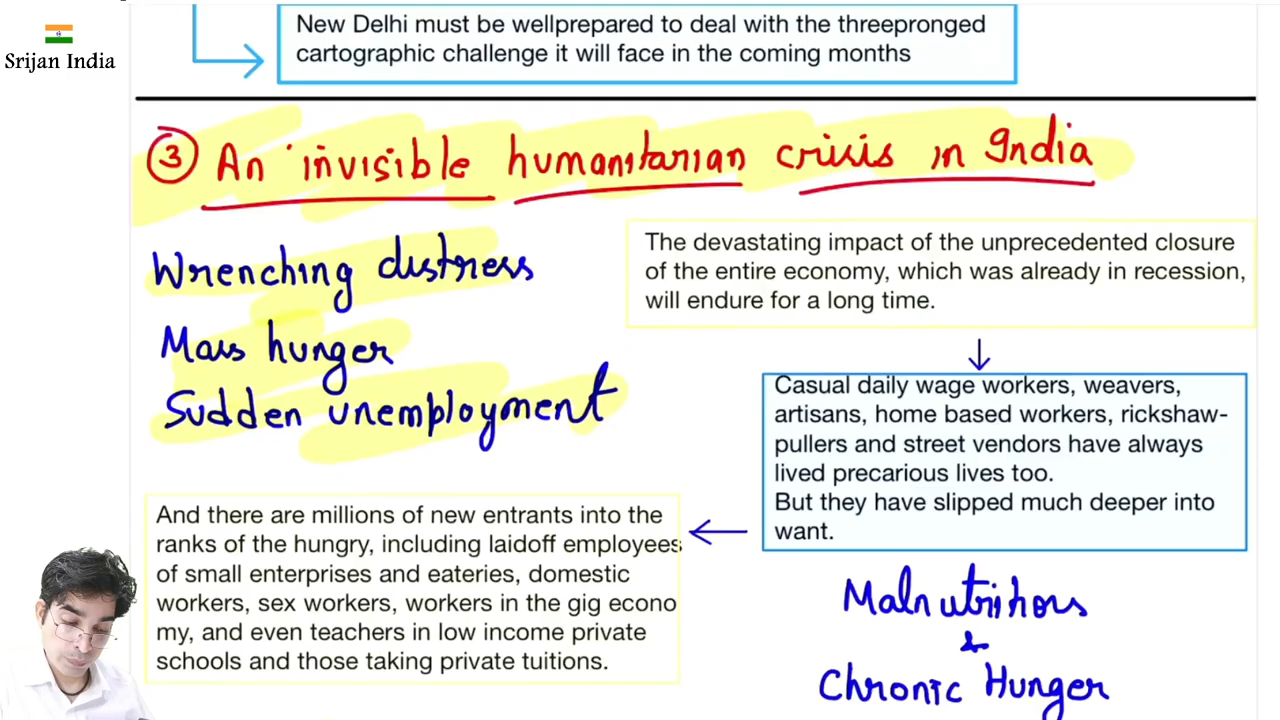 Srijan India
New Delhi must be wellprepared to deal with the threepronged
cartographic challenge it will face in the coming months
3 An invisible humanitarian crisis in India
Wrenching distress
Mass hunger
Sudden unemployment
The devastating impact of the unprecedented closure
of the entire economy, which was already in recession,
will endure for a long time.
Casual daily wage workers, weavers,
artisans, home based workers, rickshaw-
pullers and street vendors have always
lived precarious lives too.
But they have slipped much deeper into
want.
And there are millions of new entrants into the
ranks of the hungry, including laidoff employees
of small enterprises and eateries, domestic
workers, sex workers, workers in the gig econo
my, and even teachers in low income private
schools and those taking private tuitions.
Malnutritions
&
Chronic Hunger